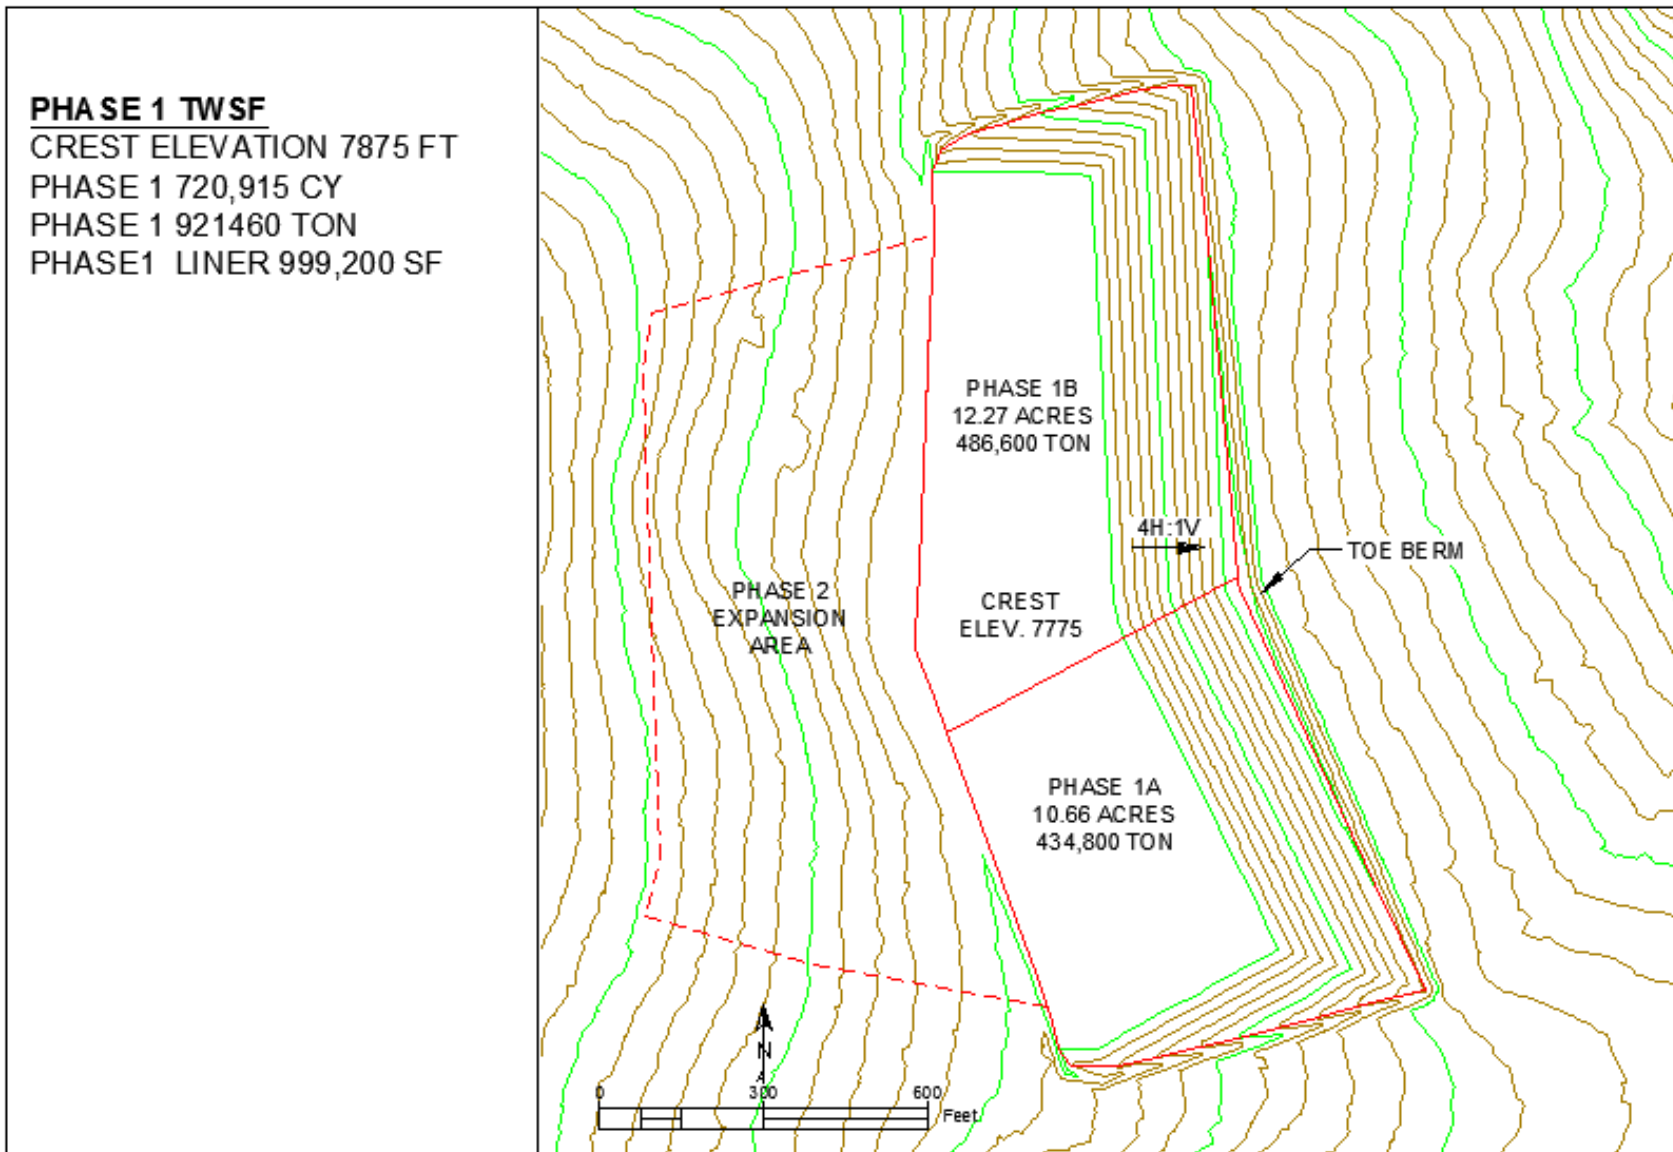 PHASE 1 TWSF
CREST ELEVATION 7875 FT
PHASE 1 720,915 CY
PHASE 1 921460 TON
PHASE1 LINER 999,200 SF
PHASE 1B
12.27 ACRES
486,600 TON
4H:1V
TOE BERM
PHASE 2
EXPANSION
AREA
CREST
ELEV. 7775
PHASE 1A
10.66 ACRES
434,800 TON
N
0 300 600
Feet